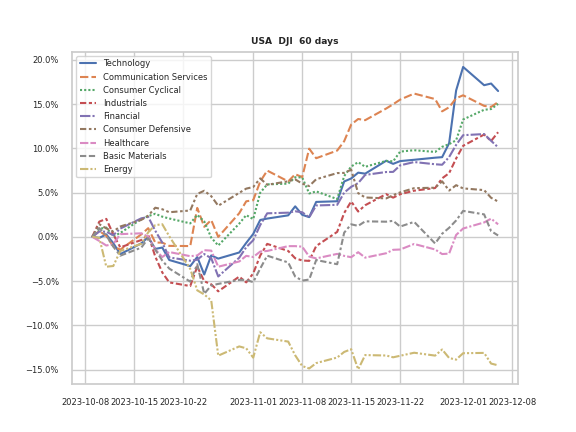 USA DJI 60 days
20.0%
15.0%
10.0%
5.0%
0.0%
−5.0%
−10.0%
−15.0%
Technology
Communication Services
Consumer Cyclical
Industrials
Financial
Consumer Defensive
Healthcare
Basic Materials
Energy
2023-10-08 2023-10-15 2023-10-22 2023-11-01 2023-11-08 2023-11-15 2023-11-22 2023-12-01 2023-12-08